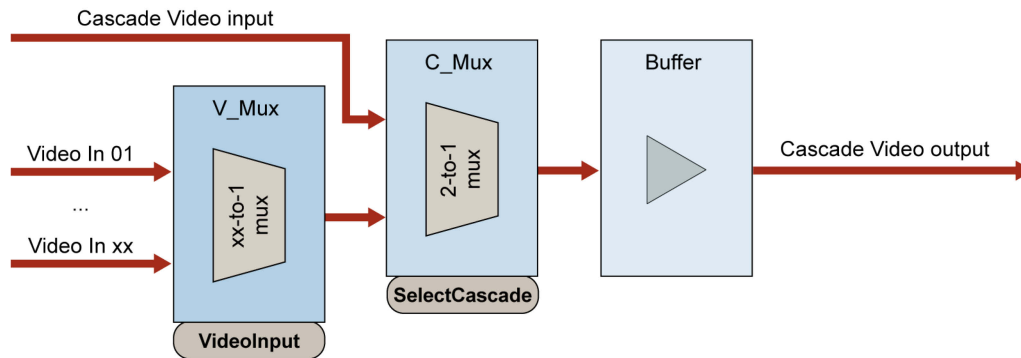 Cascade Video input
V_Mux
Video In 01
...
Video In xx
xx-to-1
mux
VideoInput
C_Mux
2-to-1
mux
SelectCascade
Buffer
Cascade Video output